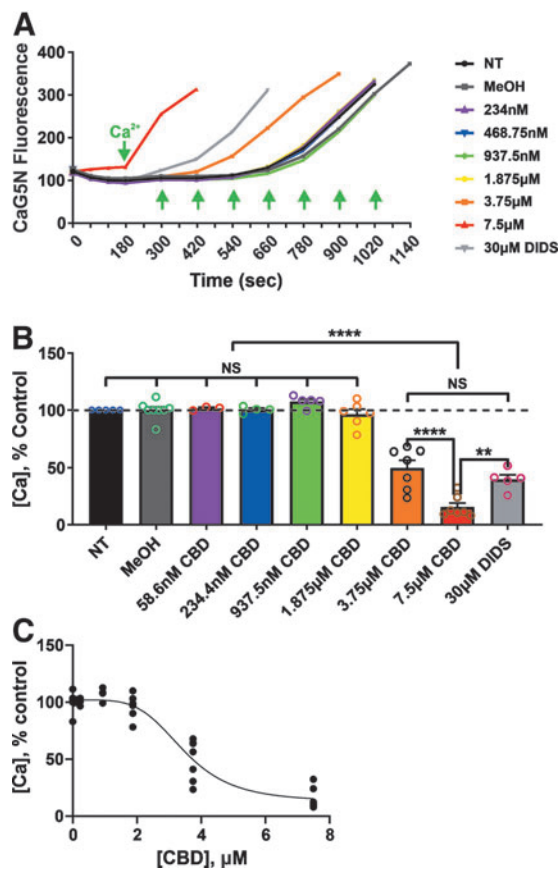 A
CaG5N Fluorescence
400
300
200
100
0
Ca²⁺
0
180
300
420
540
660
780
900
1020
1140
Time (sec)
NT
MeOH
234nM
468.75nM
937.5nM
1.875µM
3.75µM
7.5µM
30µM DIDS
B
[Ca], % Control
150
100
50
0
****
NS
NS
****
**
NT
MeOH
58.6nM CBD
234.4nM CBD
937.5nM CBD
1.875µM CBD
3.75µM CBD
7.5µM CBD
30µM DIDS
C
[Ca], % control
150
100
50
0
0
2
4
6
8
[CBD], µM